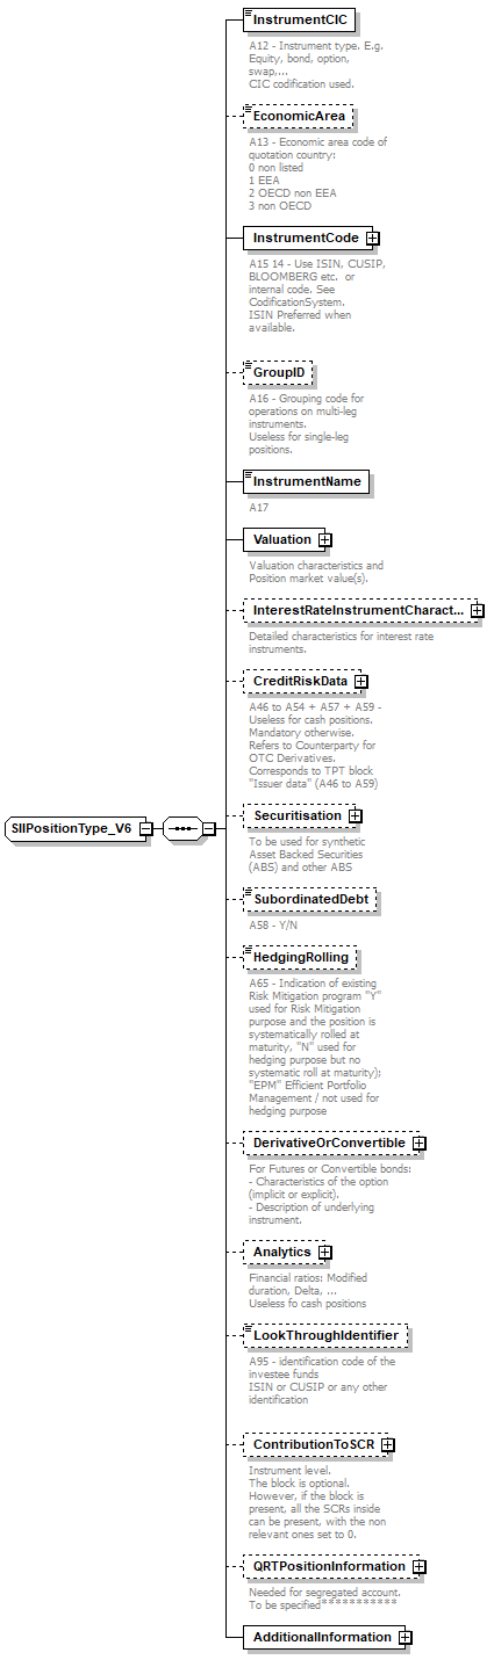 InstrumentCIC
A12 - Instrument type. E.g.
Equity, bond, option,
swap,...
CIC codification used.
EconomicArea
A13 - Economic area code of
quotation country:
0 non listed
1 EEA
2 OECD non EEA
3 non OECD
InstrumentCode
A15 14 - Use ISIN, CUSIP,
BLOOMBERG etc. or
internal code. See
CodificationSystem.
ISIN Preferred when
available.
GroupID
A16 - Grouping code for
operations on multi-leg
instruments.
Useless for single-leg
positions.
InstrumentName
A17
Valuation
Valuation characteristics and
Position market value(s).
InterestRateInstrumentCharact...
Detailed characteristics for interest rate
instruments.
CreditRiskData
A46 to A54 + A57 + A59 -
Useless for cash positions.
Mandatory otherwise.
Refers to Counterparty for
OTC Derivatives.
Corresponds to TPT block
"Issuer data" (A46 to A59)
SIIPositionType_V6
Securitisation
To be used for synthetic
Asset Backed Securities
(ABS) and other ABS
SubordinatedDebt
A58 - Y/N
HedgingRolling
A65 - Indication of existing
Risk Mitigation program "Y"
used for Risk Mitigation
purpose and the position is
systematically rolled at
maturity, "N" used for
hedging purpose but no
systematic roll at maturity);
"EPM" Efficient Portfolio
Management / not used for
hedging purpose
DerivativeOrConvertible
For Futures or Convertible bonds:
- Characteristics of the option
(implicit or explicit).
- Description of underlying
instrument.
Analytics
Financial ratios: Modified
duration, Delta, ...
Useless fo cash positions
LookThroughIdentifier
A95 - identification code of the
investee funds
ISIN or CUSIP or any other
identification
ContributionToSCR
Instrument level.
The block is optional.
However, if the block is
present, all the SCRs inside
can be present, with the non
relevant ones set to 0.
QRTPositionInformation
Needed for segregated account.
To be specified***********
AdditionalInformation